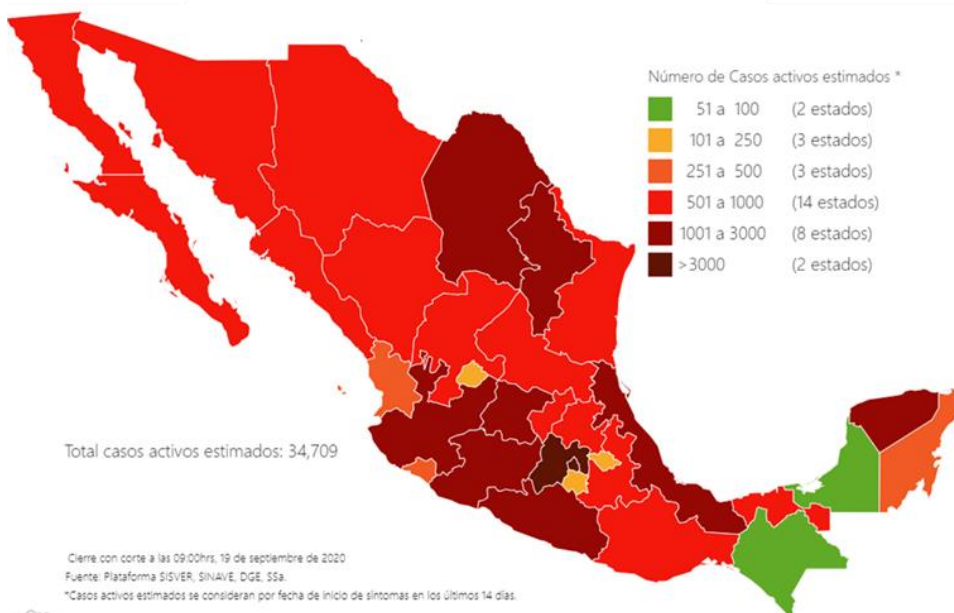 Número de Casos activos estimados *
51 a 100 (2 estados)
101 a 250 (3 estados)
251 a 500 (3 estados)
501 a 1000 (14 estados)
1001 a 3000 (8 estados)
>3000 (2 estados)
Total casos activos estimados: 34,709
Cierre con corte a las 09:00hrs, 19 de septiembre de 2020
Fuente: Plataforma SISVER, SINAVE, DGE, SSa.
*Casos activos estimados se consideran por fecha de inicio de síntomas en los últimos 14 días.